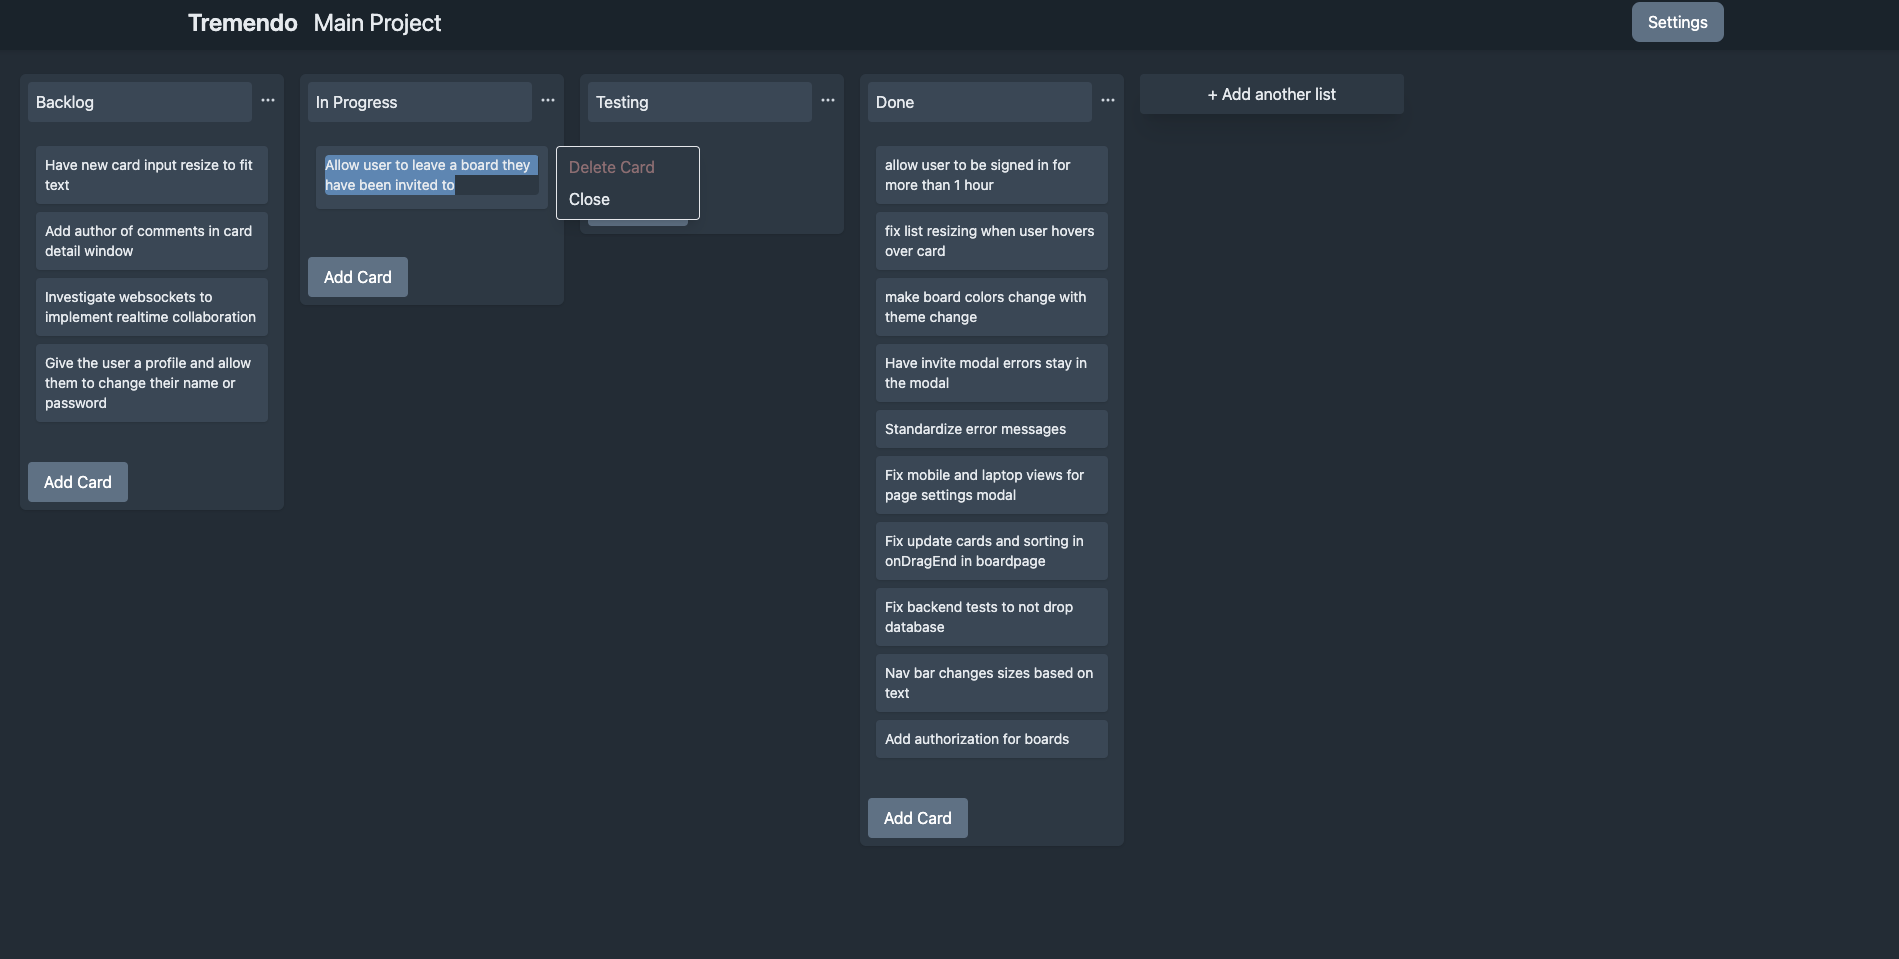 Tremendo Main Project
Settings
Backlog
...
Have new card input resize to fit
text
Add author of comments in card
detail window
Investigate websockets to
implement realtime collaboration
Give the user a profile and allow
them to change their name or
password
Add Card
In Progress
...
Allow user to leave a board they
have been invited to
Add Card
Delete Card
Close
Testing
...
Done
...
allow user to be signed in for
more than 1 hour
fix list resizing when user hovers
over card
make board colors change with
theme change
Have invite modal errors stay in
the modal
Standardize error messages
Fix mobile and laptop views for
page settings modal
Fix update cards and sorting in
onDragEnd in boardpage
Fix backend tests to not drop
database
Nav bar changes sizes based on
text
Add authorization for boards
Add Card
+ Add another list